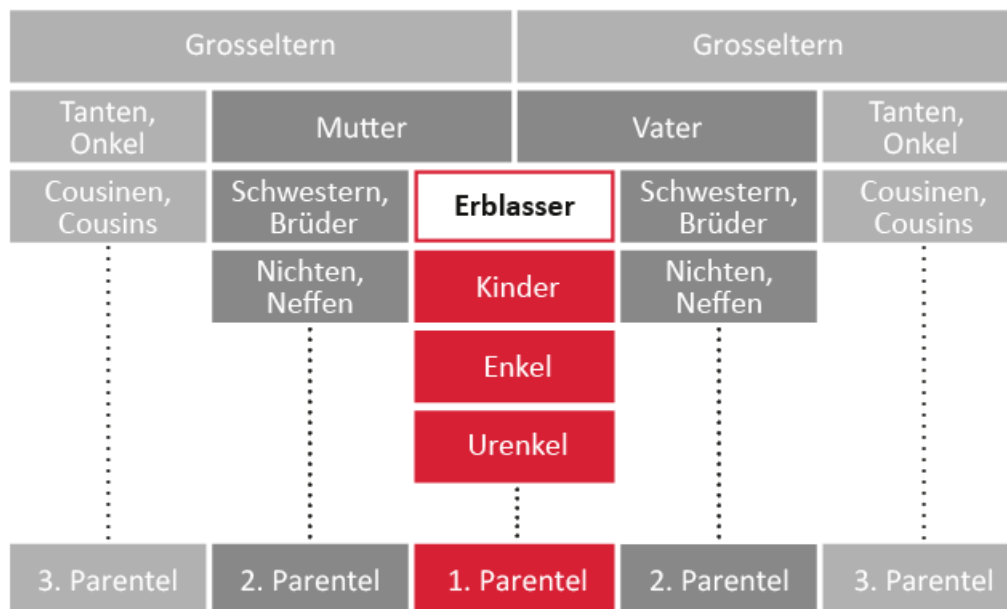 Grosseltern
Grosseltern
Tanten,
Onkel
Mutter
Vater
Tanten,
Onkel
Cousinen,
Cousins
Schwestern,
Brüder
Erblasser
Schwestern,
Brüder
Cousinen,
Cousins
Nichten,
Neffen
Kinder
Nichten,
Neffen
Enkel
Urenkel
3. Parentel
2. Parentel
1. Parentel
2. Parentel
3. Parentel